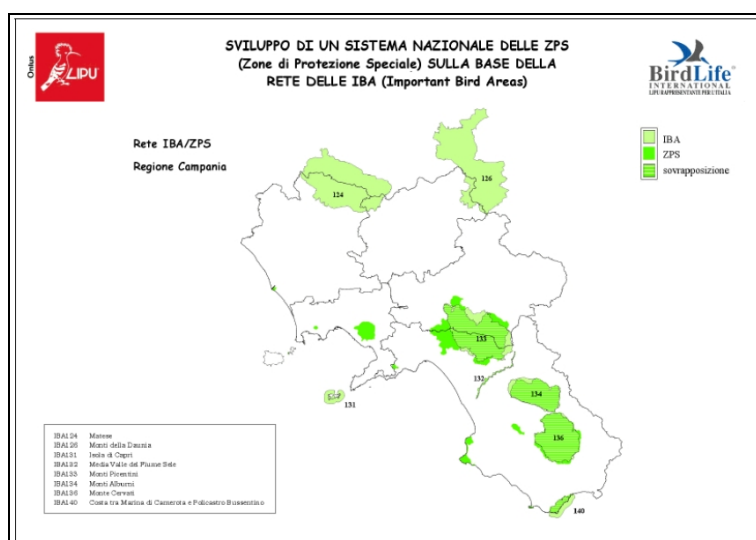 Onlus
LIPU
SVILUPPO DI UN SISTEMA NAZIONALE DELLE ZPS
(Zone di Protezione Speciale) SULLA BASE DELLA
RETE DELLE IBA (Important Bird Areas)
BirdLife
INTERNATIONAL
LIPU RAPPRESENTANTE PER L'ITALIA
Rete IBA/ZPS
Regione Campania
IBA
ZPS
sovrapposizione
124
126
133
132
134
131
136
140
IBA124 Matese
IBA126 Monti della Daunia
IBA131 Isola di Capri
IBA132 Media Valle del Fiume Sele
IBA133 Monti Picentini
IBA134 Monti Alburni
IBA136 Monte Cervati
IBA140 Costa tra Marina di Camerota e Policastro Bussentino